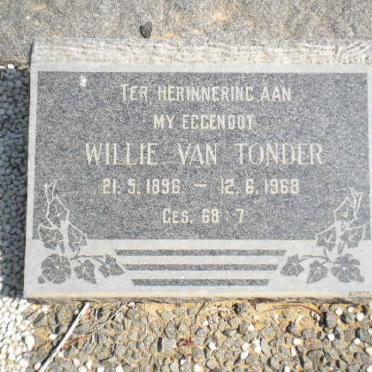 TER HERINNERING AAN
MY EGGENOOT
WILLIE VAN TONDER
21.5.1896 – 12.6.1968
GES. 68:7